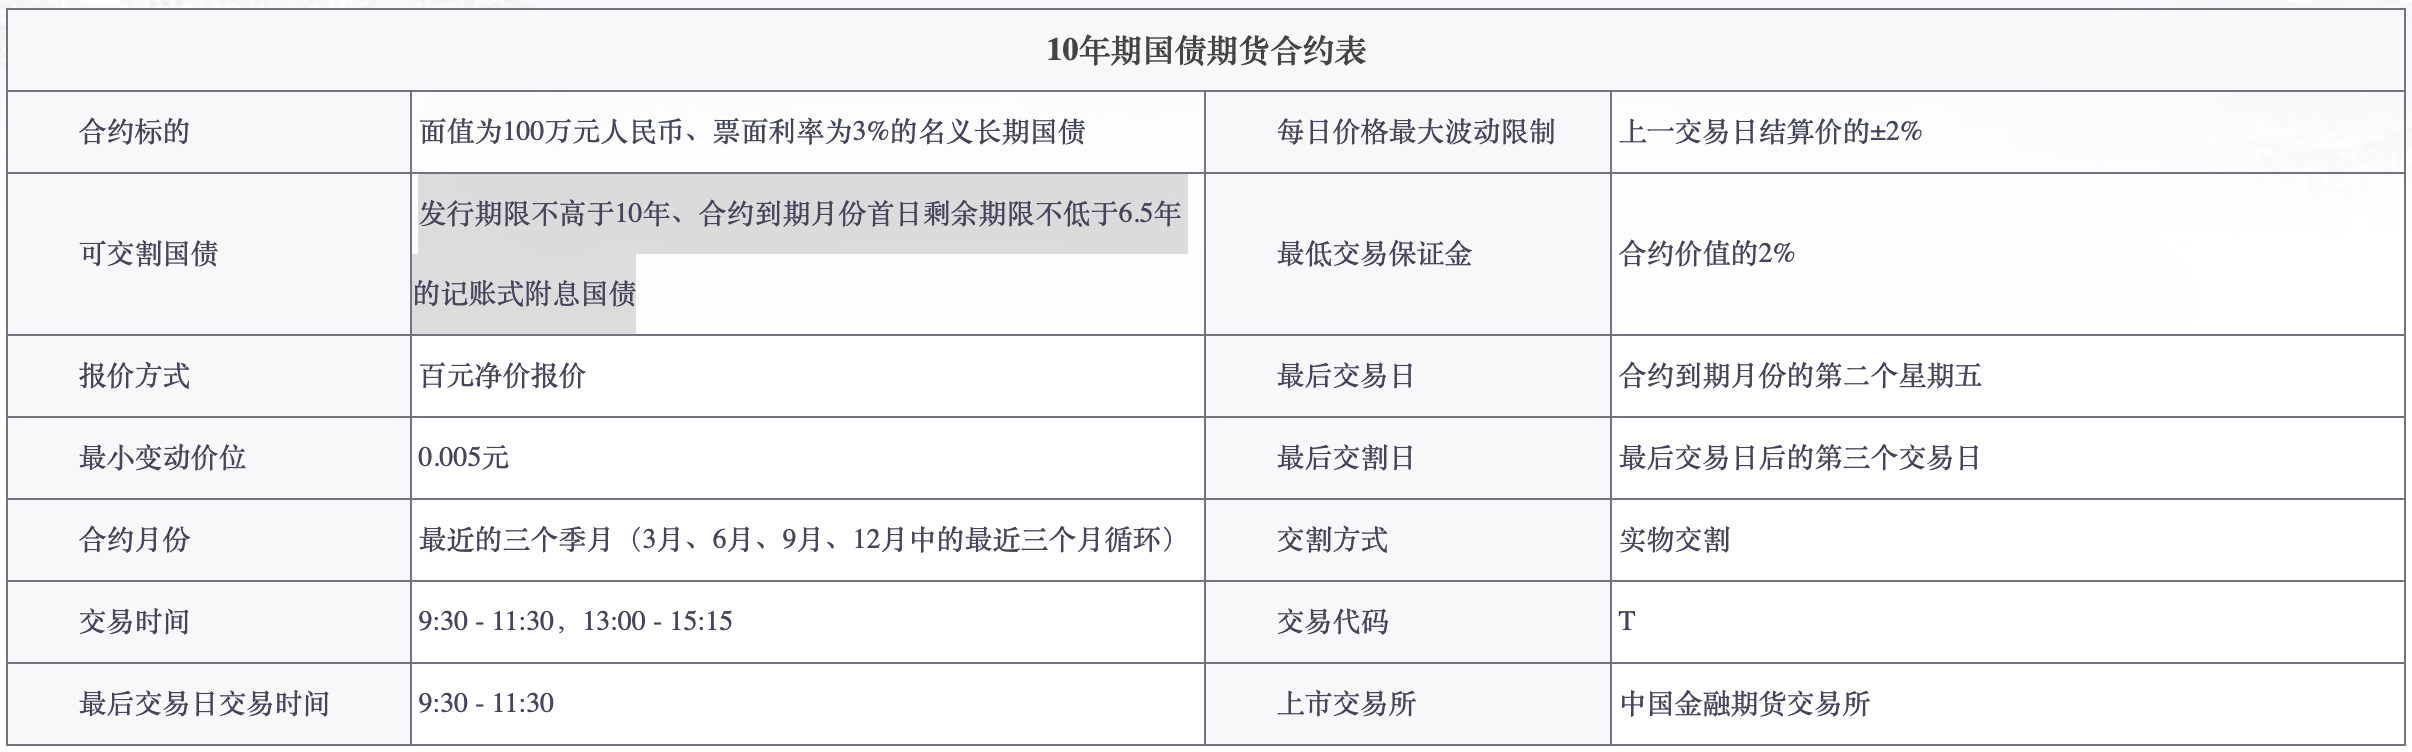 10年期国债期货合约表
合约标的
面值为100万元人民币、票面利率为3%的名义长期国债
每日价格最大波动限制
上一交易日结算价的±2%
可交割国债
发行期限不高于10年、合约到期月份首日剩余期限不低于6.5年
的记账式附息国债
最低交易保证金
合约价值的2%
报价方式
百元净价报价
最后交易日
合约到期月份的第二个星期五
最小变动价位
0.005元
最后交割日
最后交易日后的第三个交易日
合约月份
最近的三个季月（3月、6月、9月、12月中的最近三个月循环）
交割方式
实物交割
交易时间
9:30 - 11:30，13:00 - 15:15
交易代码
T
最后交易日交易时间
9:30 - 11:30
上市交易所
中国金融期货交易所